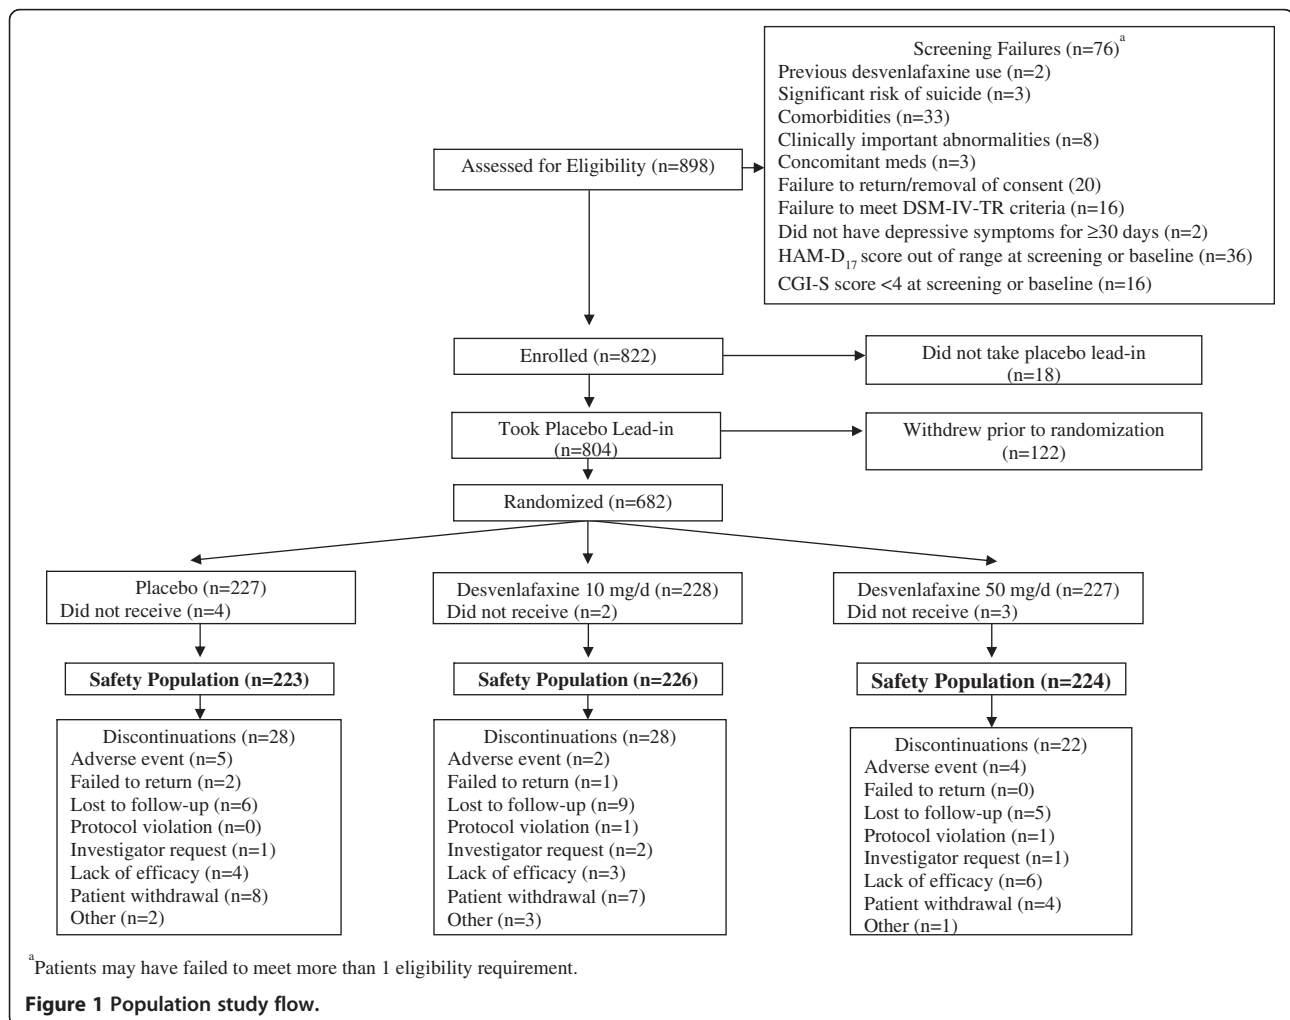 Screening Failures (n=76)a
Previous desvenlafaxine use (n=2)
Significant risk of suicide (n=3)
Comorbidities (n=33)
Clinically important abnormalities (n=8)
Concomitant meds (n=3)
Failure to return/removal of consent (20)
Failure to meet DSM-IV-TR criteria (n=16)
Did not have depressive symptoms for ≥30 days (n=2)
HAM-D17 score out of range at screening or baseline (n=36)
CGI-S score <4 at screening or baseline (n=16)
Assessed for Eligibility (n=898)
Enrolled (n=822)
Did not take placebo lead-in
(n=18)
Took Placebo Lead-in
(n=804)
Withdrew prior to randomization
(n=122)
Randomized (n=682)
Placebo (n=227)
Did not receive (n=4)
Desvenlafaxine 10 mg/d (n=228)
Did not receive (n=2)
Desvenlafaxine 50 mg/d (n=227)
Did not receive (n=3)
Safety Population (n=223)
Safety Population (n=226)
Safety Population (n=224)
Discontinuations (n=28)
Adverse event (n=5)
Failed to return (n=2)
Lost to follow-up (n=6)
Protocol violation (n=0)
Investigator request (n=1)
Lack of efficacy (n=4)
Patient withdrawal (n=8)
Other (n=2)
Discontinuations (n=28)
Adverse event (n=2)
Failed to return (n=1)
Lost to follow-up (n=9)
Protocol violation (n=1)
Investigator request (n=2)
Lack of efficacy (n=3)
Patient withdrawal (n=7)
Other (n=3)
Discontinuations (n=22)
Adverse event (n=4)
Failed to return (n=0)
Lost to follow-up (n=5)
Protocol violation (n=1)
Investigator request (n=1)
Lack of efficacy (n=6)
Patient withdrawal (n=4)
Other (n=1)
aPatients may have failed to meet more than 1 eligibility requirement.
Figure 1 Population study flow.